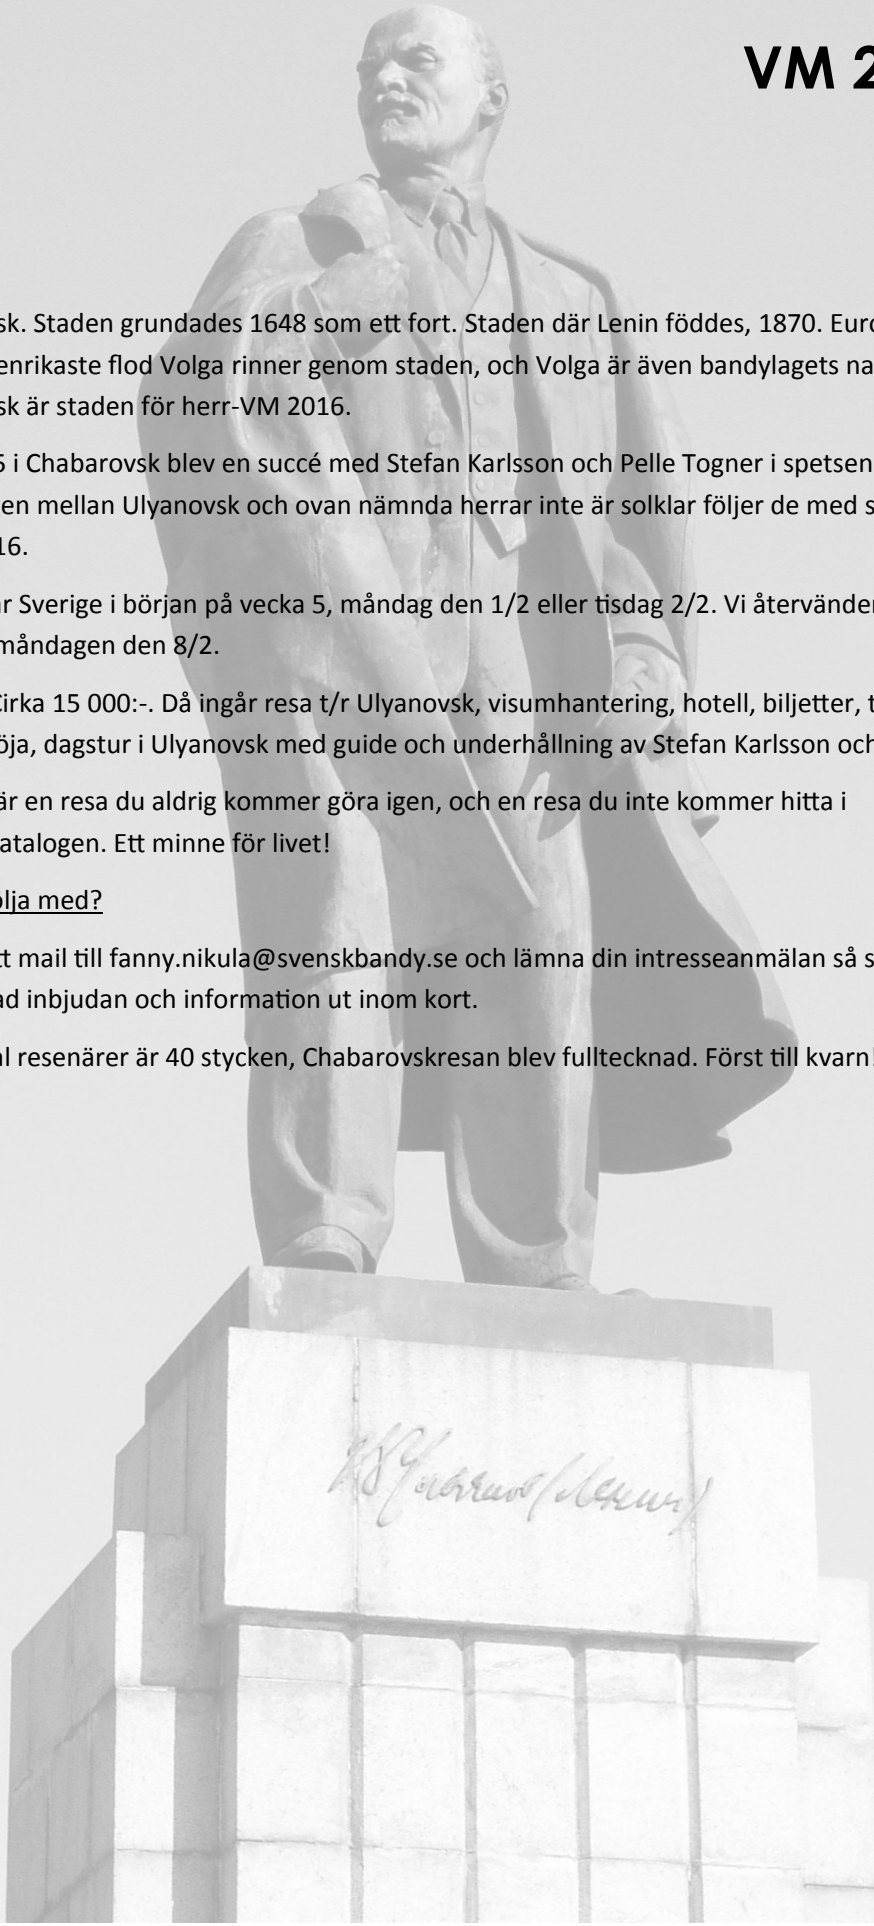 VM 2
sk. Staden grundades 1648 som ett fort. Staden där Lenin föddes, 1870. Euro
enrikaste flod Volga rinner genom staden, och Volga är även bandylagets na
sk är staden för herr-VM 2016.
5 i Chabarovsk blev en succé med Stefan Karlsson och Pelle Togner i spetsen
en mellan Ulyanovsk och ovan nämnda herrar inte är solklar följer de med s
16.
r Sverige i början på vecka 5, måndag den 1/2 eller tisdag 2/2. Vi återvänder
måndagen den 8/2.
Cirka 15 000:-. Då ingår resa t/r Ulyanovsk, visumhantering, hotell, biljetter, t
öja, dagstur i Ulyanovsk med guide och underhållning av Stefan Karlsson och
är en resa du aldrig kommer göra igen, och en resa du inte kommer hitta i
atalogen. Ett minne för livet!
ölja med?
tt mail till fanny.nikula@svenskbandy.se och lämna din intresseanmälan så s
ad inbjudan och information ut inom kort.
al resenärer är 40 stycken, Chabarovskresan blev fulltecknad. Först till kvarn!